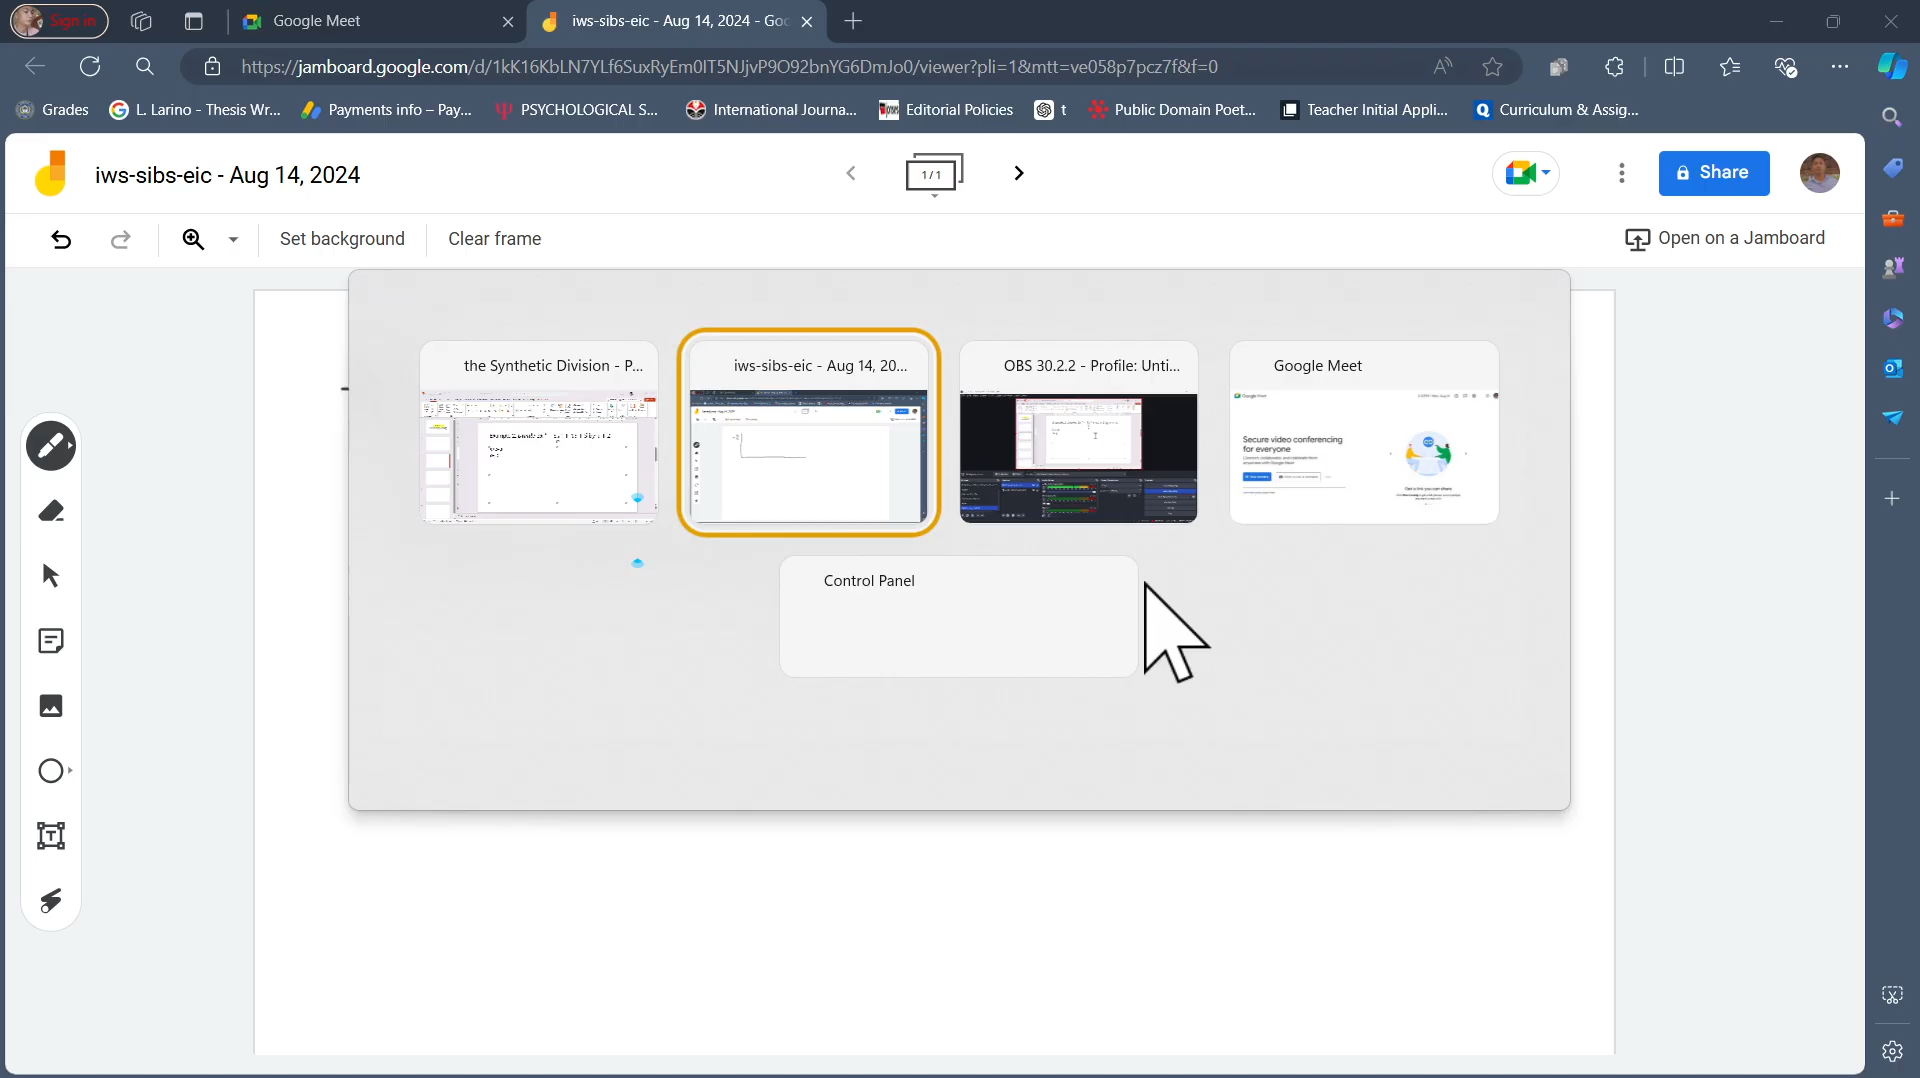 Sign in
Google Meet
iws-sibs-eic - Aug 14, 2024 - Goo
https://jamboard.google.com/d/1kK16KbLN7YLf6SuxRyEm0IT5NJjvP9O92bnYG6DmJo0/viewer?pli=1&mtt=ve058p7pcz7f&f=0
Grades
L. Larino - Thesis Wr...
Payments info – Pay...
PSYCHOLOGICAL S...
International Journa...
Editorial Policies
t
Public Domain Poet...
Teacher Initial Appli...
Curriculum & Assig...
iws-sibs-eic - Aug 14, 2024
1/1
Share
Set background
Clear frame
Open on a Jamboard
the Synthetic Division - P...
iws-sibs-eic - Aug 14, 20...
OBS 30.2.2 - Profile: Unti...
Google Meet
Secure video conferencing
for everyone
Control Panel